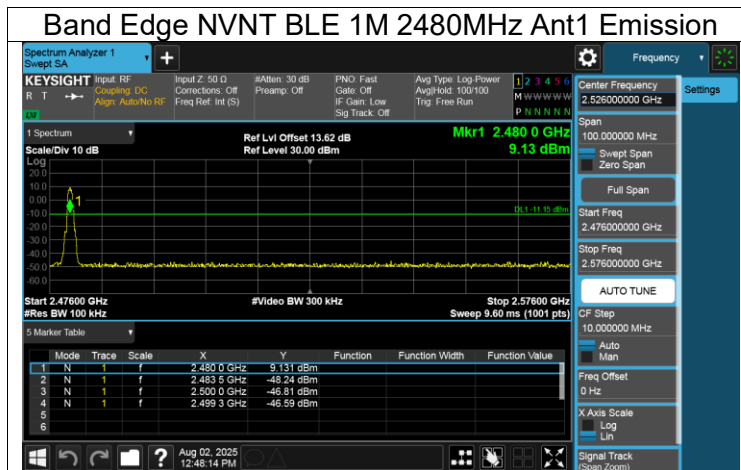 Band Edge NVNT BLE 1M 2480MHz Ant1 Emission
Spectrum Analyzer 1
Swept SA
Frequency
KEYSIGHT
R T
LXI
Input: RF
Coupling: DC
Align: Auto/No RF
Input Z: 50 Ω
Corrections: Off
Freq Ref: Int (S)
#Atten: 30 dB
Preamp: Off
PNO: Fast
Gate: Off
IF Gain: Low
Sig Track: Off
Avg Type: Log-Power
Avg|Hold: 100/100
Trig: Free Run
1 2 3 4 5 6
M W W W W W
P N N N N N
1 Spectrum
Scale/Div 10 dB
Ref Lvl Offset 13.62 dB
Ref Level 30.00 dBm
Mkr1 2.480 0 GHz
9.13 dBm
Log
20.0
10.0
0.00
-10.0
-20.0
-30.0
-40.0
-50.0
-60.0
1
DL1 -11.15 dBm
Start 2.47600 GHz
#Res BW 100 kHz
#Video BW 300 kHz
Stop 2.57600 GHz
Sweep 9.60 ms (1001 pts)
5 Marker Table
Mode Trace Scale X Y Function Function Width Function Value
1 N 1 f 2.480 0 GHz 9.131 dBm
2 N 1 f 2.483 5 GHz -48.24 dBm
3 N 1 f 2.500 0 GHz -46.81 dBm
4 N 1 f 2.499 3 GHz -46.59 dBm
5
6
Aug 02, 2025
12:48:14 PM
Center Frequency
2.526000000 GHz
Span
100.000000 MHz
Swept Span
Zero Span
Full Span
Start Freq
2.476000000 GHz
Stop Freq
2.576000000 GHz
AUTO TUNE
CF Step
10.000000 MHz
Auto
Man
Freq Offset
0 Hz
X Axis Scale
Log
Lin
Signal Track
(Span Zoom)
Settings